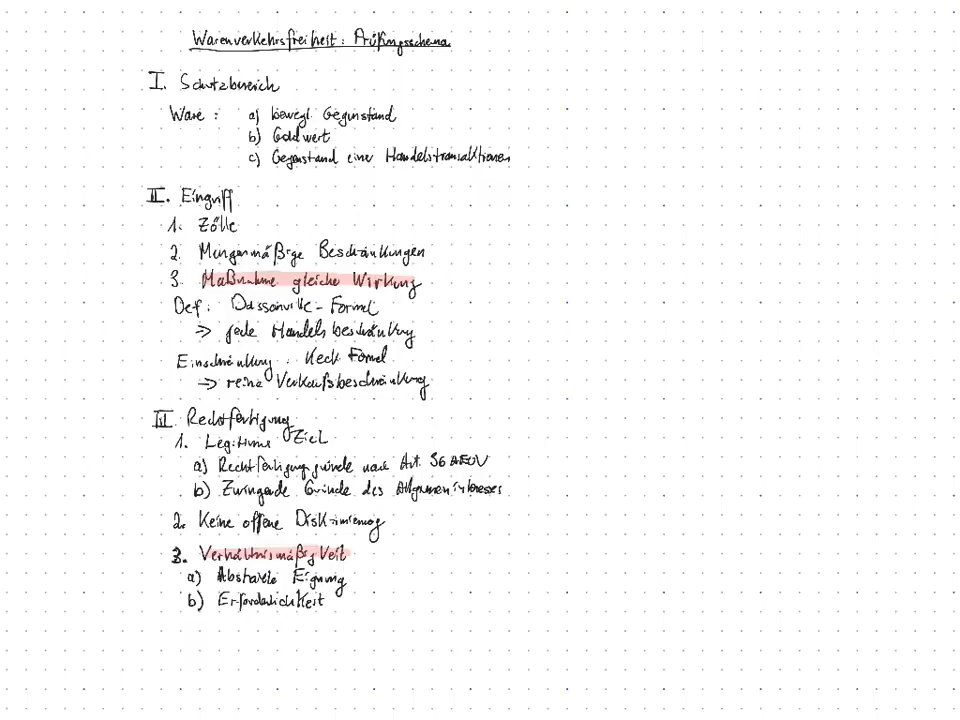 Warenverkehrsfreiheit: Prüfungsschema
I. Schutzbereich
Ware: a) bewegl. Gegenstand
b) Geldwert
c) Gegenstand einer Handelstransaktionen
II. Eingriff
1. Zölle
2. Mengenmäßige Beschränkungen
3. Maßnahme gleiche Wirkung
Def: Dassonville-Formel
=> jede Handelsbeschränkung
Einschränkung: Keck Formel
=> reine Verkaufsbeschränkung
III. Rechtfertigung
1. Legitimes Ziel
a) Rechtfertigungsgründe nach Art. 36 AEUV
b) Zwingende Gründe des Allgemeininteresses
2. Keine offene Diskriminierung
3. Verhältnismäßigkeit
a) Abstrakte Eignung
b) Erforderlichkeit